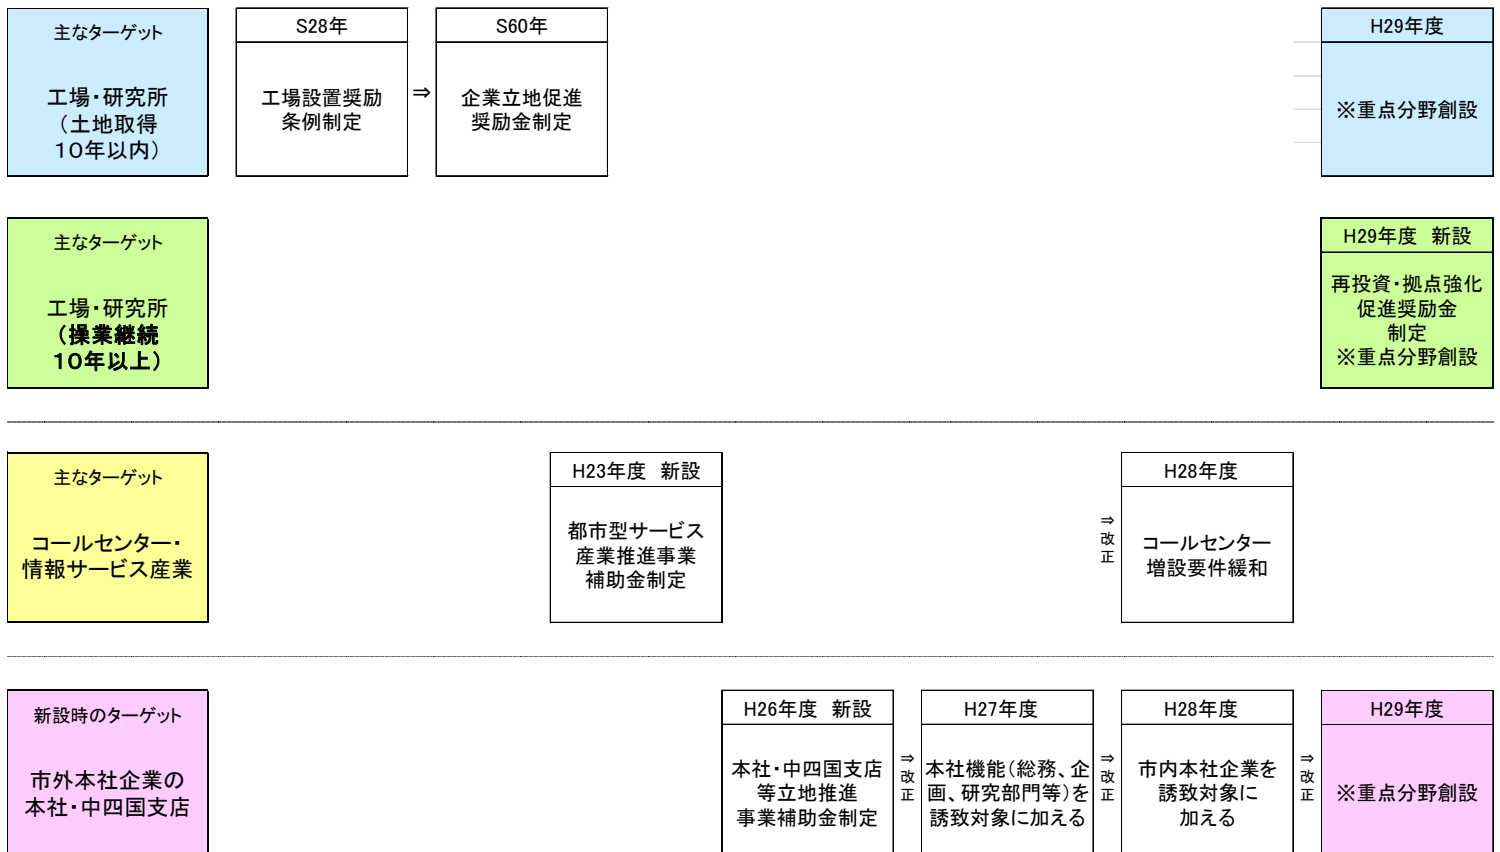 主なターゲット
工場・研究所
（土地取得
１０年以内）
S28年
工場設置奨励
条例制定
⇒
S60年
企業立地促進
奨励金制定
H29年度
※重点分野創設
主なターゲット
工場・研究所
（操業継続
１０年以上）
H29年度　新設
再投資・拠点強化
促進奨励金
制定
※重点分野創設
主なターゲット
コールセンター・
情報サービス産業
H23年度　新設
都市型サービス
産業推進事業
補助金制定
⇒改正
H28年度
コールセンター
増設要件緩和
新設時のターゲット
市外本社企業の
本社・中四国支店
H26年度　新設
本社・中四国支店
等立地推進
事業補助金制定
⇒改正
H27年度
本社機能（総務、企
画、研究部門等）を
誘致対象に加える
⇒改正
H28年度
市内本社企業を
誘致対象に
加える
⇒改正
H29年度
※重点分野創設